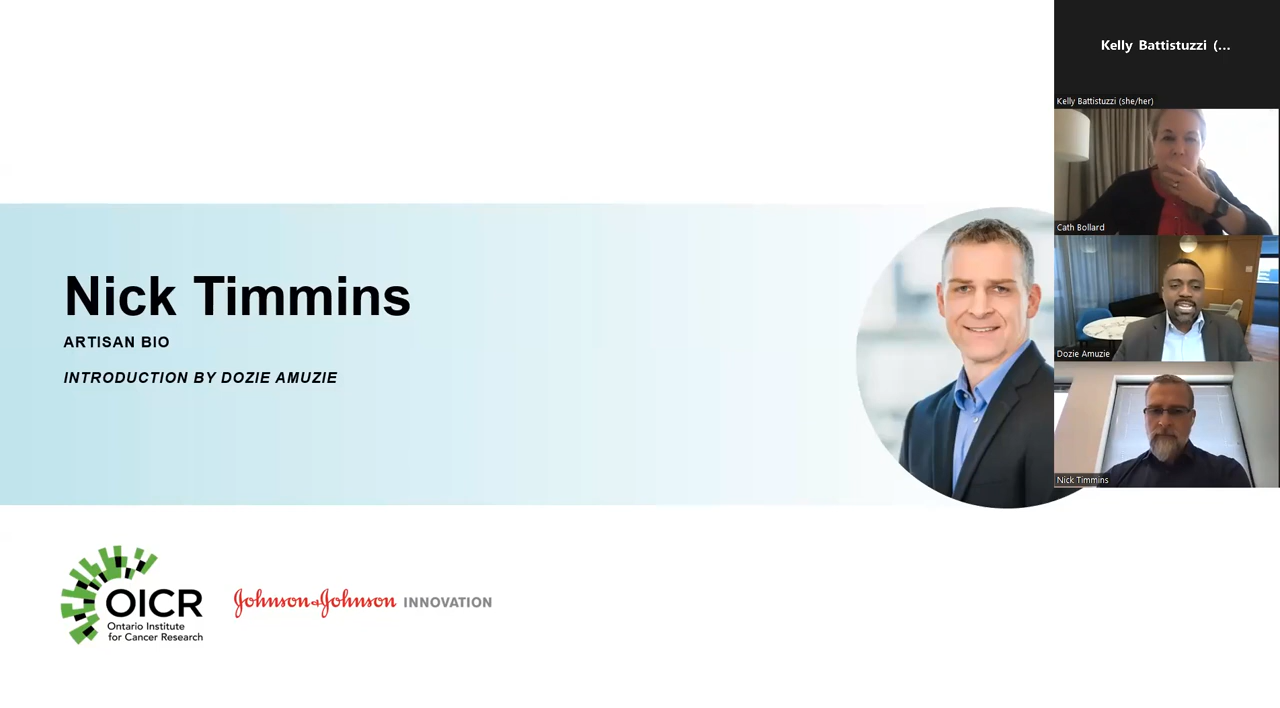 Nick Timmins
ARTISAN BIO
INTRODUCTION BY DOZIE AMUZIE
OICR
Ontario Institute
for Cancer Research
Johnson & Johnson INNOVATION
Kelly Battistuzzi (...
Kelly Battistuzzi (she/her)
Cath Bollard
Dozie Amuzie
Nick Timmins